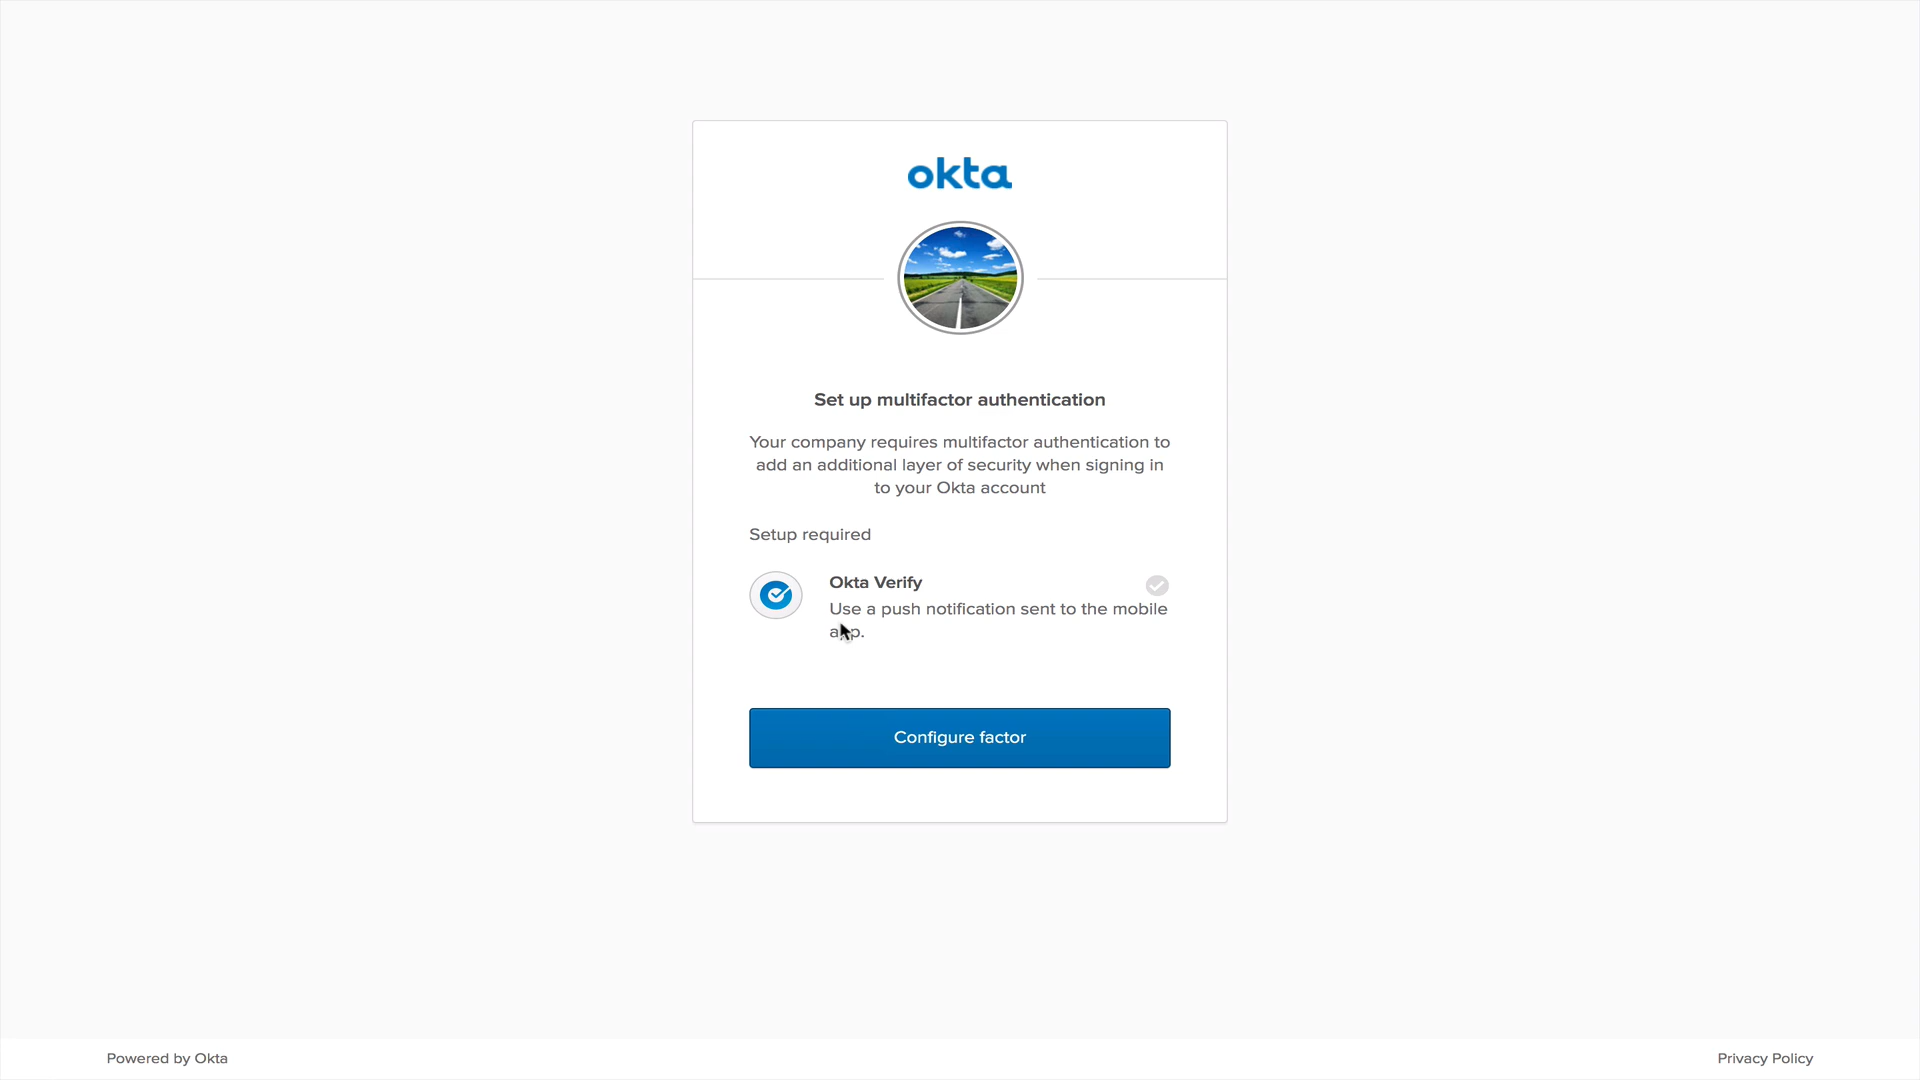 okta
Set up multifactor authentication
Your company requires multifactor authentication to
add an additional layer of security when signing in
to your Okta account
Setup required
Okta Verify
Use a push notification sent to the mobile
app.
Configure factor
Powered by Okta
Privacy Policy